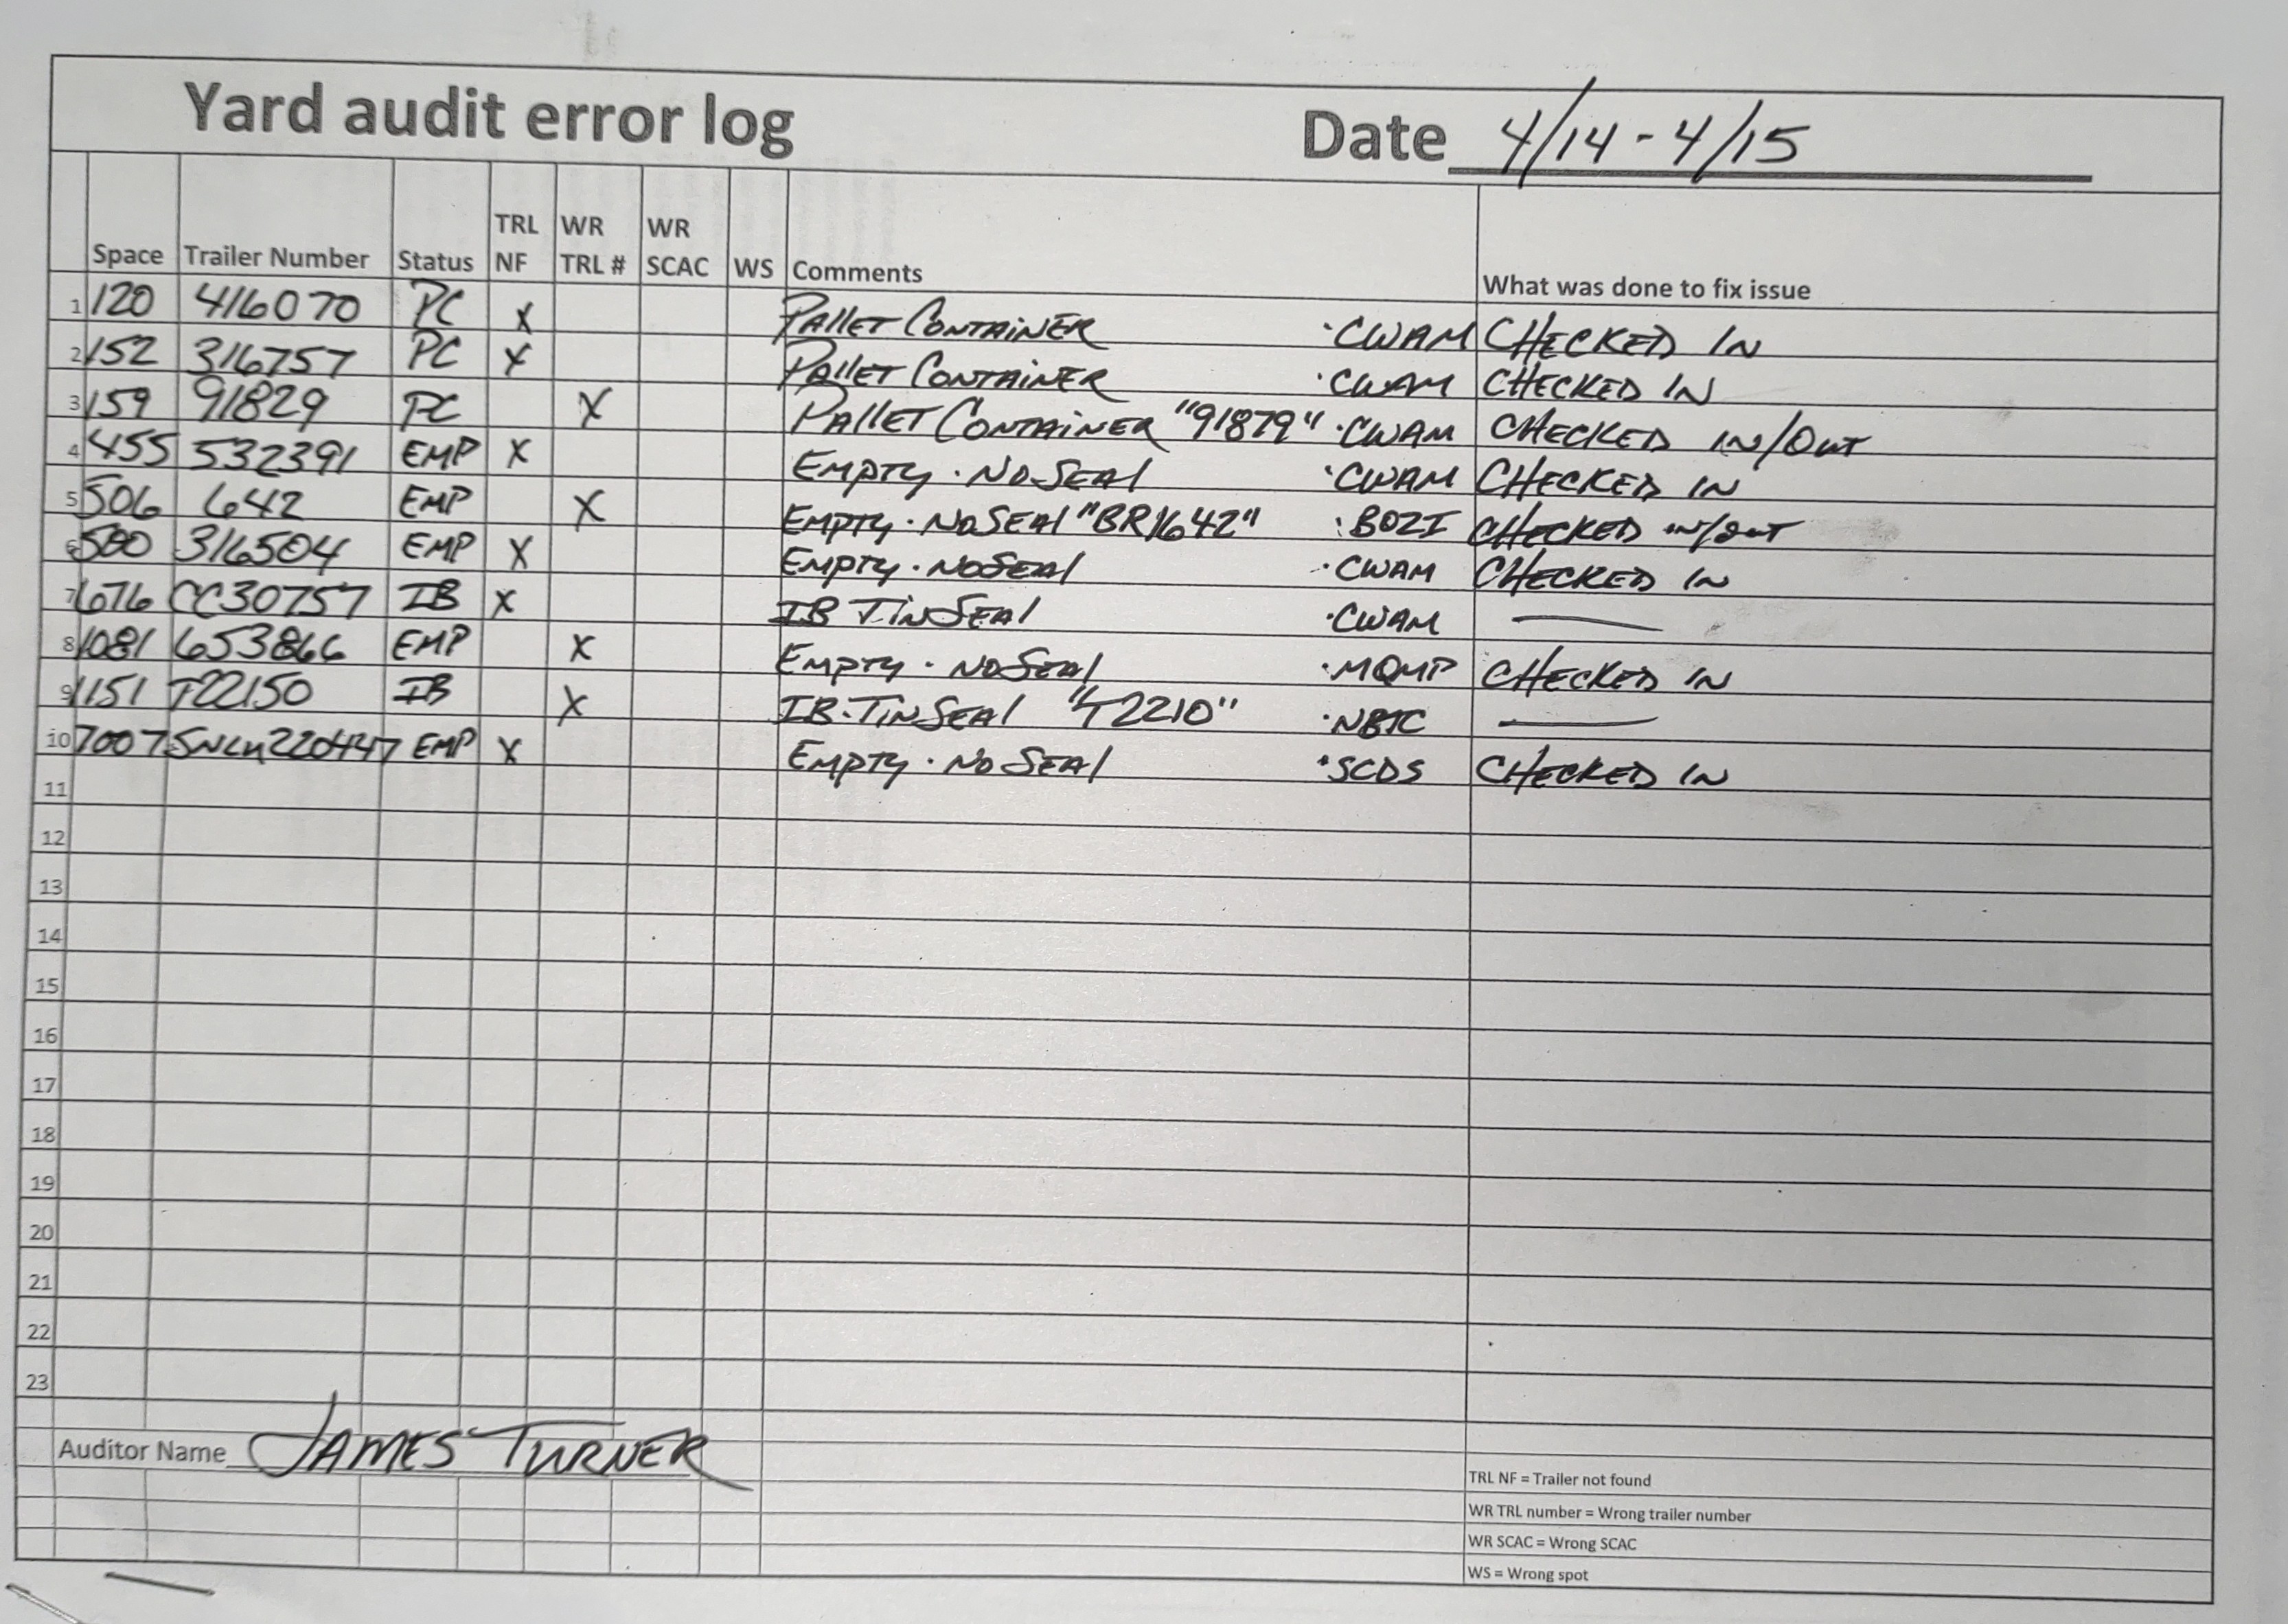 Yard audit error log Date 4/14 - 4/15
Space Trailer Number Status TRL NF WR TRL # WR SCAC WS Comments What was done to fix issue
1 120 416070 PC X PALLET CONTAINER ·CWAM CHECKED IN
2 152 316757 PC X PALLET CONTAINER ·CWAM CHECKED IN
3 159 91829 PC X PALLET CONTAINER "91879" ·CWAM CHECKED IN/OUT
4 455 532391 EMP X EMPTY · NO SEAL ·CWAM CHECKED IN
5 506 642 EMP X EMPTY · NO SEAL "BR1642" ·BOZI CHECKED IN/OUT
6 580 316504 EMP X EMPTY · NO SEAL ·CWAM CHECKED IN
7 676 CC30757 IB X IB TIN SEAL ·CWAM —
8 1081 653866 EMP X EMPTY · NO SEAL ·MQMP CHECKED IN
9 1151 T22150 IB X IB · TIN SEAL "T2210" ·NBTC —
10 7007 EMP X EMPTY · NO SEAL ·SCDS CHECKED IN
11
12
13
14
15
16
17
18
19
20
21
22
23
Auditor Name JAMES TURNER
TRL NF = Trailer not found
WR TRL number = Wrong trailer number
WR SCAC = Wrong SCAC
WS = Wrong spot